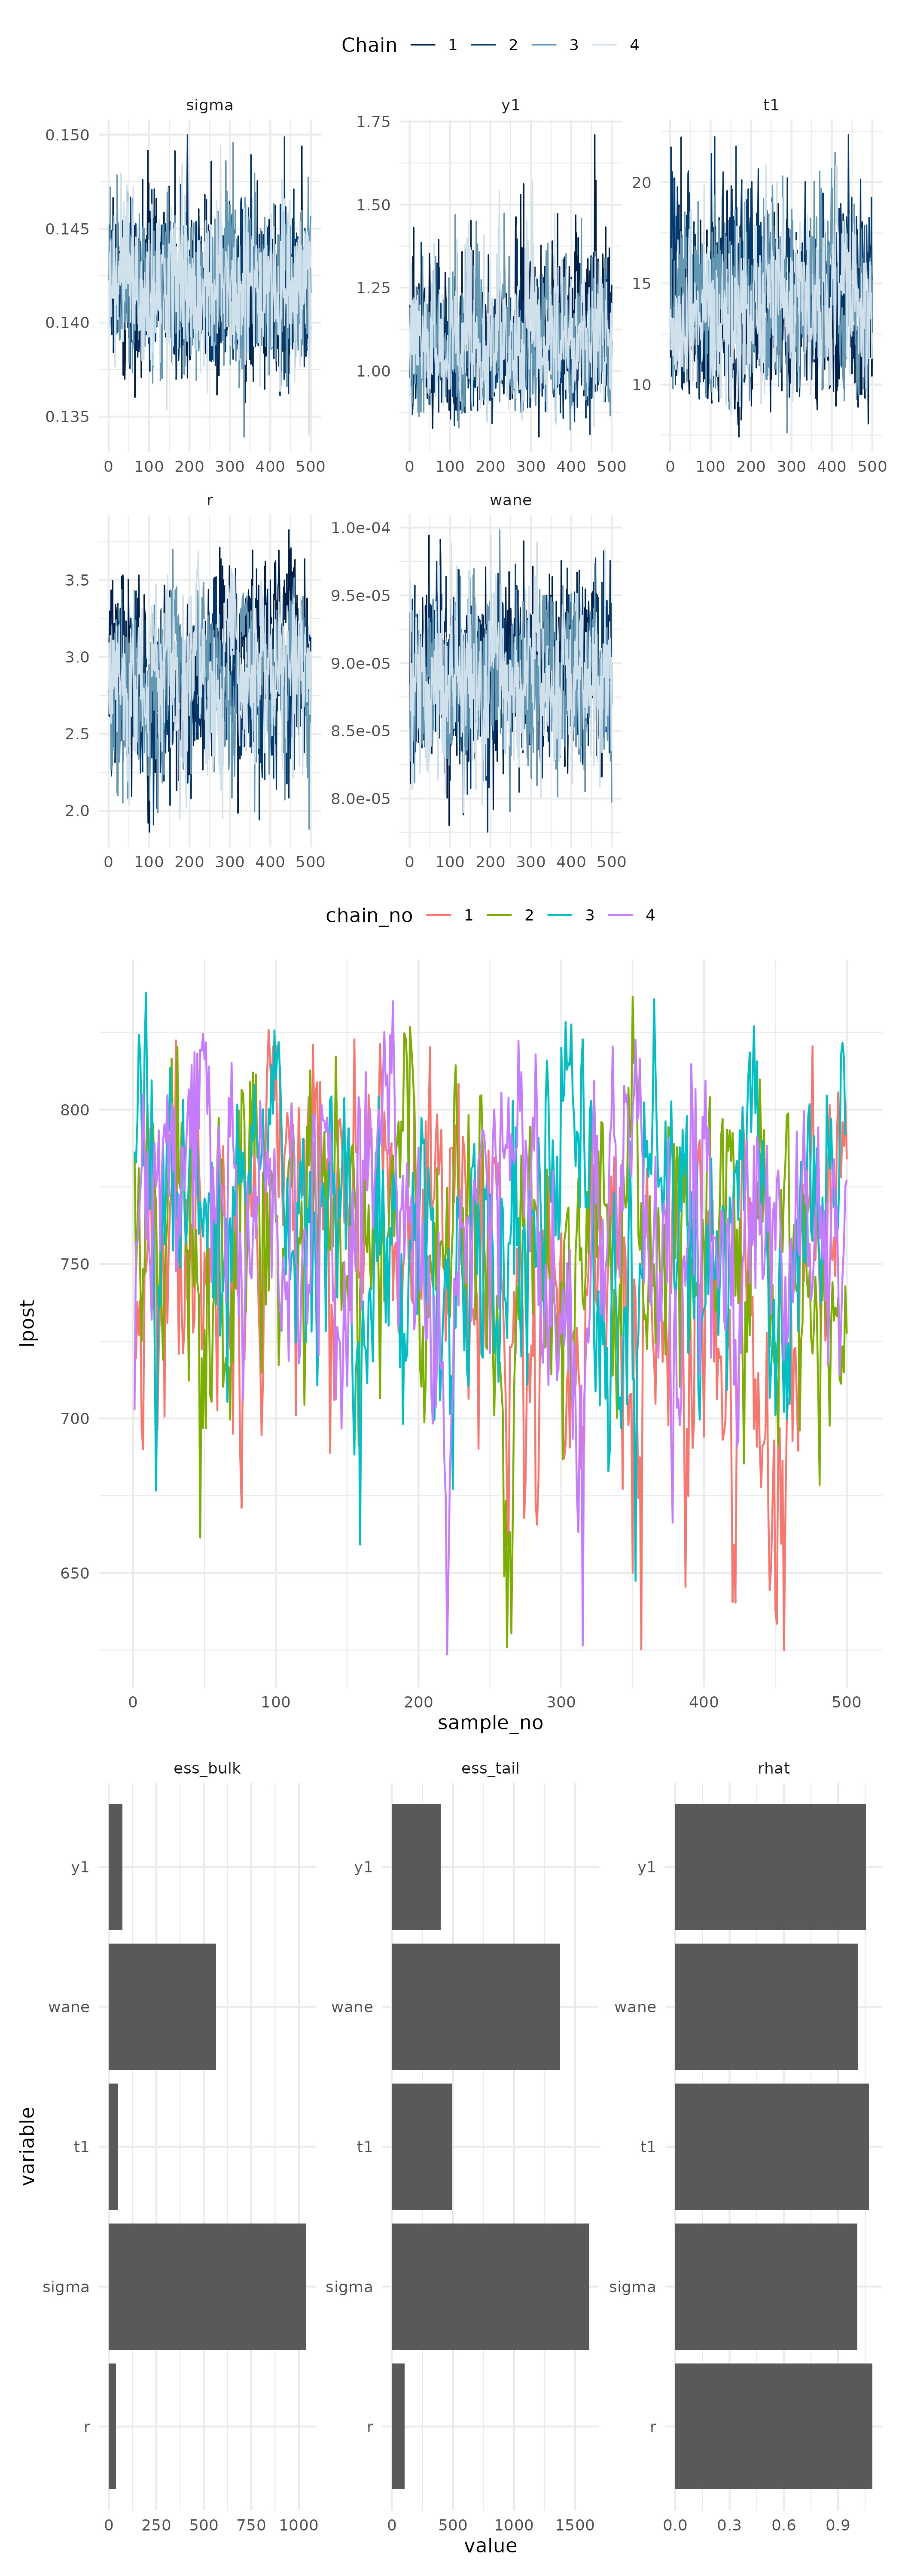 Chain 1 2 3 4
sigma y1 t1
0.150
0.145
0.140
0.135
1.75
1.50
1.25
1.00
20
15
10
0 100 200 300 400 500 0 100 200 300 400 500 0 100 200 300 400 500
r wane
3.5
3.0
2.5
2.0
1.0e-04
9.5e-05
9.0e-05
8.5e-05
8.0e-05
0 100 200 300 400 500 0 100 200 300 400 500
chain_no 1 2 3 4
lpost
800
750
700
650
0 100 200 300 400 500
sample_no
ess_bulk ess_tail rhat
variable
y1 y1 y1
wane wane wane
t1 t1 t1
sigma sigma sigma
r r r
0 250 500 750 1000 0 500 1000 1500 0.0 0.3 0.6 0.9
value